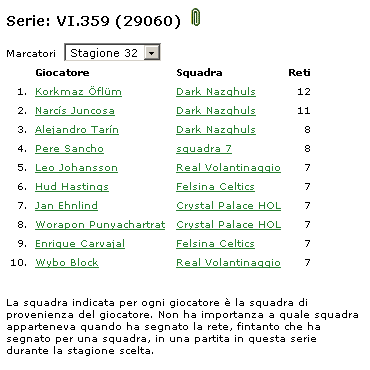 Serie: VI.359 (29060)
Marcatori Stagione 32
Giocatore Squadra Reti
1. Korkmaz Öflüm Dark Nazghuls 12
2. Narcís Juncosa Dark Nazghuls 11
3. Alejandro Tarín Dark Nazghuls 8
4. Pere Sancho squadra 7 8
5. Leo Johansson Real Volantinaggio 7
6. Hud Hastings Felsina Celtics 7
7. Jan Ehnlind Crystal Palace HOL 7
8. Worapon Punyachartrat Crystal Palace HOL 7
9. Enrique Carvajal Felsina Celtics 7
10. Wybo Block Real Volantinaggio 7
La squadra indicata per ogni giocatore è la squadra di
provenienza del giocatore. Non ha importanza a quale squadra
apparteneva quando ha segnato la rete, fintanto che ha
segnato per una squadra, in una partita in questa serie
durante la stagione scelta.